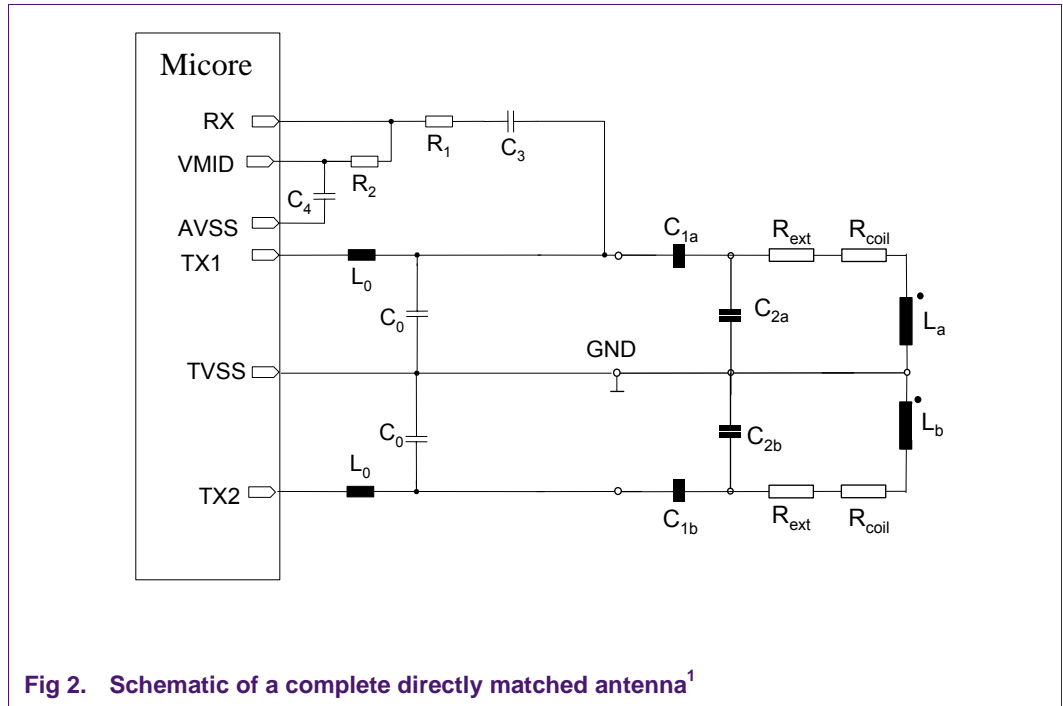 Micore
RX
R1
C3
VMID
R2
C4
AVSS
TX1
L0
C1a
Rext
Rcoil
C0
C2a
La
GND
TVSS
C0
C2b
Lb
L0
TX2
C1b
Rext
Rcoil
Fig 2. Schematic of a complete directly matched antenna1